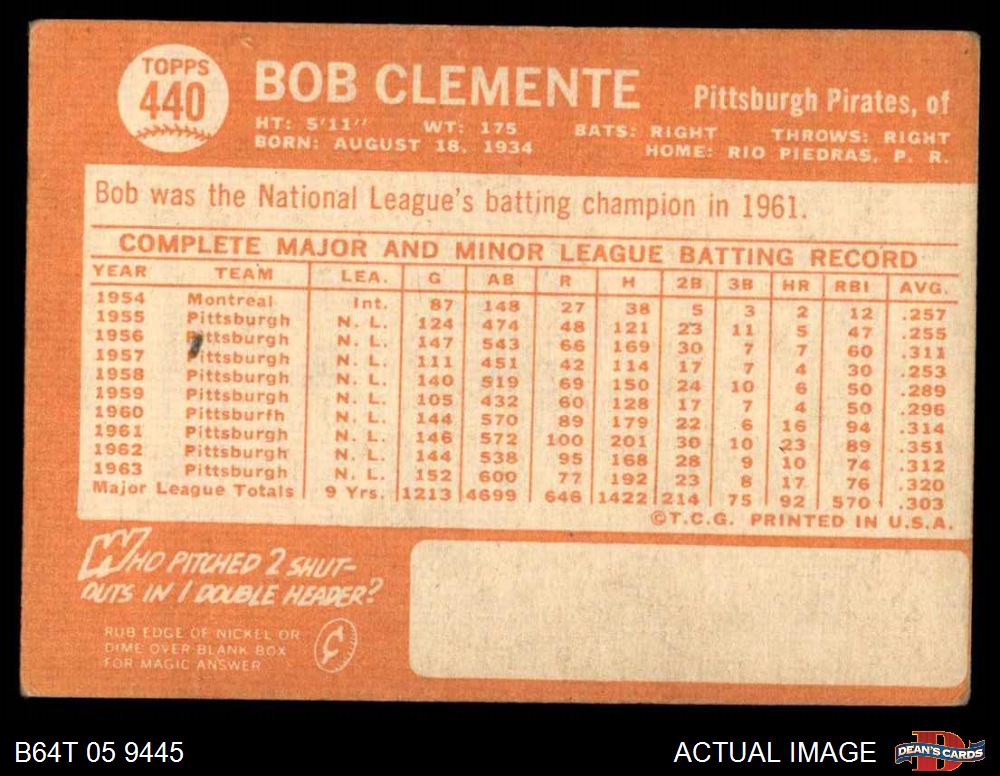 TOPPS
440
BOB CLEMENTE
Pittsburgh Pirates, of
HT: 5'11" WT: 175 BATS: RIGHT THROWS: RIGHT
BORN: AUGUST 18, 1934 HOME: RIO PIEDRAS, P. R.
Bob was the National League's batting champion in 1961.
COMPLETE MAJOR AND MINOR LEAGUE BATTING RECORD
YEAR TEAM LEA. G AB R H 2B 3B HR RBI AVG.
1954 Montreal Int. 87 148 27 38 5 3 2 12 .257
1955 Pittsburgh N. L. 124 474 48 121 23 11 5 47 .255
1956 Pittsburgh N. L. 147 543 66 169 30 7 7 60 .311
1957 Pittsburgh N. L. 111 451 42 114 17 7 4 30 .253
1958 Pittsburgh N. L. 140 519 69 150 24 10 6 50 .289
1959 Pittsburgh N. L. 105 432 60 128 17 7 4 50 .296
1960 Pittsburfh N. L. 144 570 89 179 22 6 16 94 .314
1961 Pittsburgh N. L. 146 572 100 201 30 10 23 89 .351
1962 Pittsburgh N. L. 144 538 95 168 28 9 10 74 .312
1963 Pittsburgh N. L. 152 600 77 192 23 8 17 76 .320
Major League Totals 9 Yrs. 1213 4699 646 1422 214 75 92 570 .303
©T.C.G. PRINTED IN U.S.A.
WHO PITCHED 2 SHUT-
OUTS IN 1 DOUBLE HEADER?
RUB EDGE OF NICKEL OR
DIME OVER BLANK BOX
FOR MAGIC ANSWER
B64T 05 9445
ACTUAL IMAGE
DEAN'S CARDS